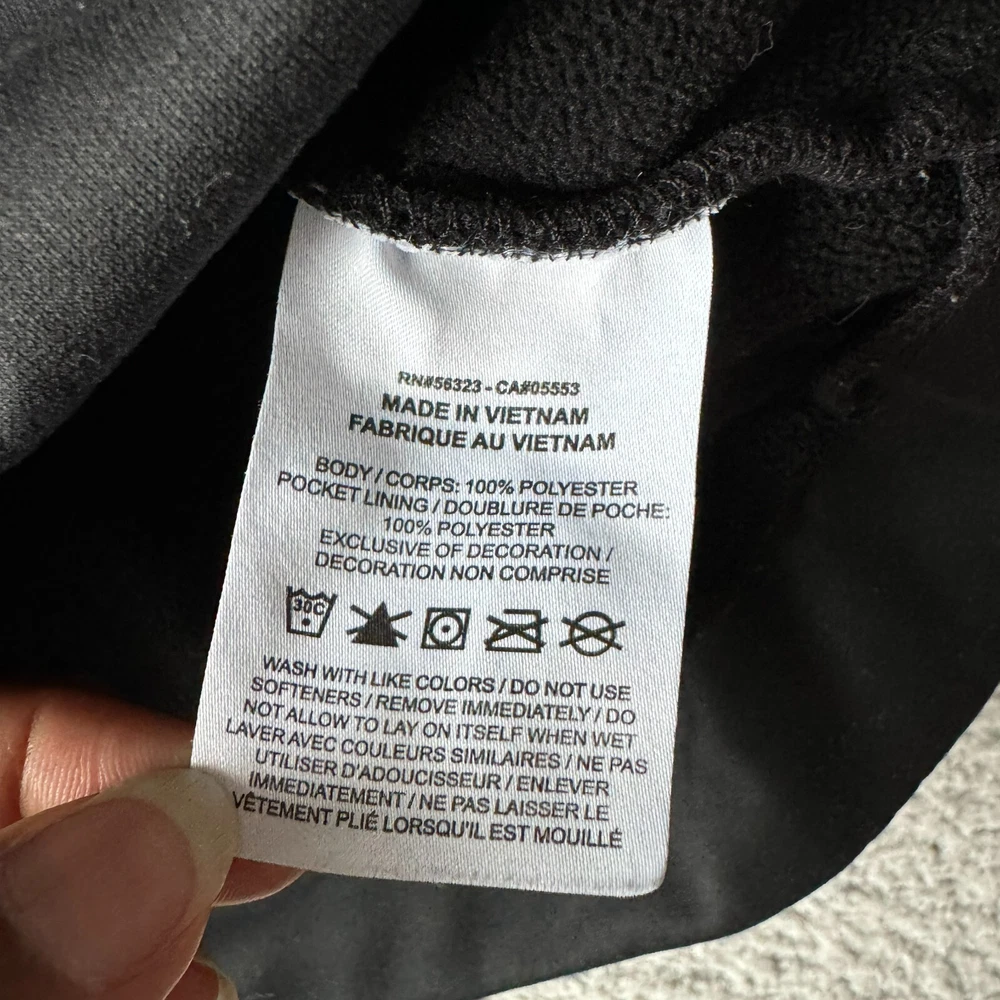 RN#56323 - CA#05553
MADE IN VIETNAM
FABRIQUE AU VIETNAM
BODY / CORPS: 100% POLYESTER
POCKET LINING / DOUBLURE DE POCHE:
100% POLYESTER
EXCLUSIVE OF DECORATION /
DECORATION NON COMPRISE
30C
WASH WITH LIKE COLORS / DO NOT USE
SOFTENERS / REMOVE IMMEDIATELY / DO
NOT ALLOW TO LAY ON ITSELF WHEN WET
LAVER AVEC COULEURS SIMILAIRES / NE PAS
UTILISER D'ADOUCISSEUR / ENLEVER
IMMEDIATEMENT / NE PAS LAISSER LE
VÊTEMENT PLIÉ LORSQU'IL EST MOUILLÉ